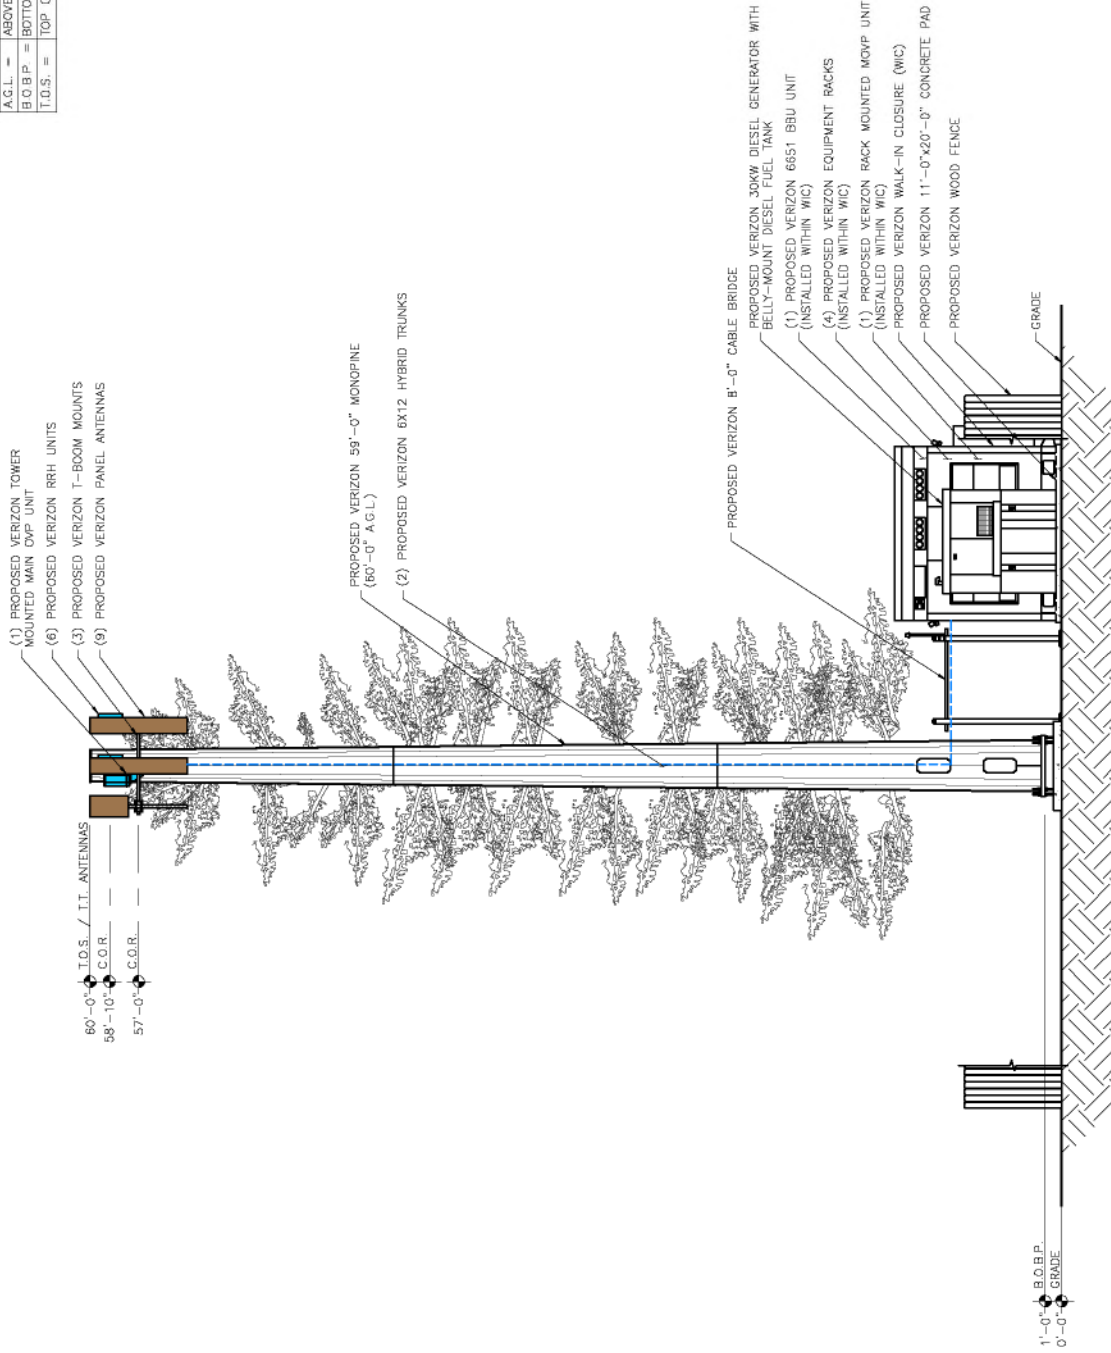 A.G.L. = ABOVE
B.O.B.P. = BOTTO
T.O.S. = TOP O
(1) PROPOSED VERIZON TOWER
MOUNTED MAIN OVP UNIT
(6) PROPOSED VERIZON RRH UNITS
(3) PROPOSED VERIZON T-BOOM MOUNTS
(9) PROPOSED VERIZON PANEL ANTENNAS
60'-0" T.O.S. / T.T. ANTENNAS
58'-10" C.O.R.
57'-0" C.O.R.
PROPOSED VERIZON 59'-0" MONOPINE
(60'-0" A.G.L.)
(2) PROPOSED VERIZON 6X12 HYBRID TRUNKS
PROPOSED VERIZON 8'-0" CABLE BRIDGE
PROPOSED VERIZON 30KW DIESEL GENERATOR WITH
BELLY-MOUNT DIESEL FUEL TANK
(1) PROPOSED VERIZON 6651 BBU UNIT
(INSTALLED WITHIN WIC)
(4) PROPOSED VERIZON EQUIPMENT RACKS
(INSTALLED WITHIN WIC)
(1) PROPOSED VERIZON RACK MOUNTED MOVP UNIT
(INSTALLED WITHIN WIC)
PROPOSED VERIZON WALK-IN CLOSURE (WIC)
PROPOSED VERIZON 11'-0"X20'-0" CONCRETE PAD
PROPOSED VERIZON WOOD FENCE
GRADE
1'-0" B.O.B.P.
0'-0" GRADE